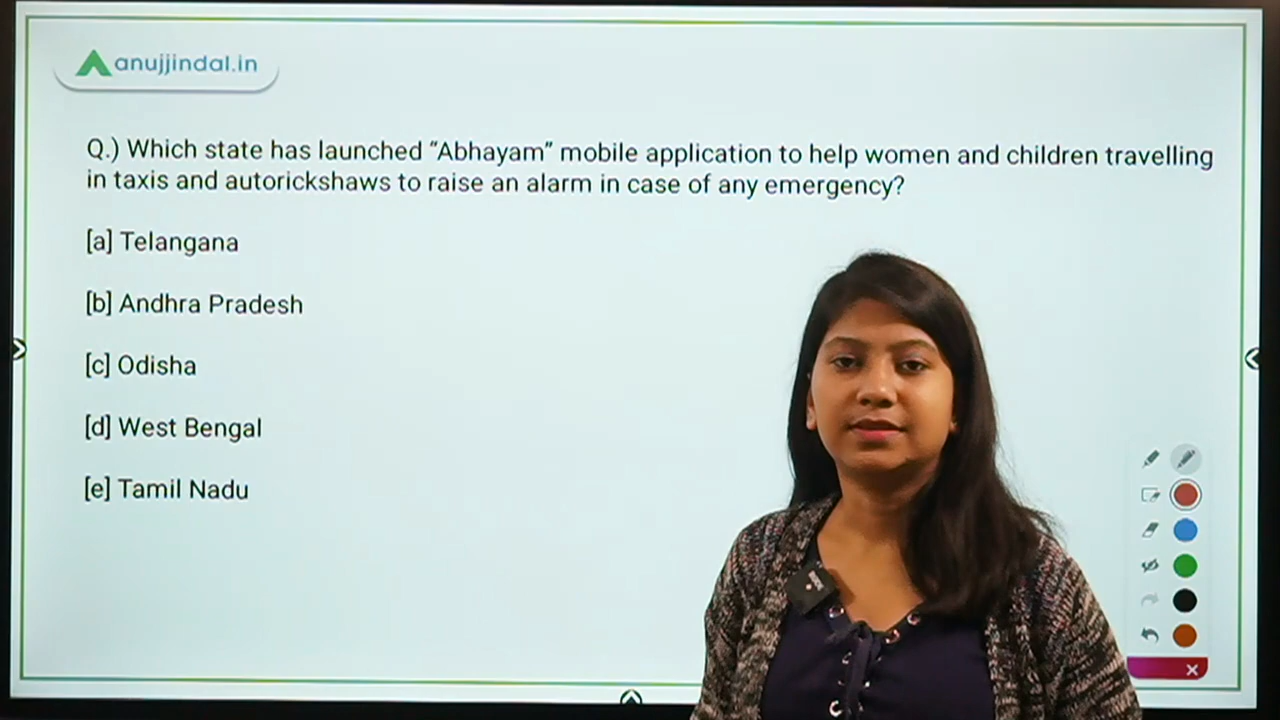 anujjindal.in
Q.) Which state has launched “Abhayam” mobile application to help women and children travelling
in taxis and autorickshaws to raise an alarm in case of any emergency?
[a] Telangana
[b] Andhra Pradesh
[c] Odisha
[d] West Bengal
[e] Tamil Nadu